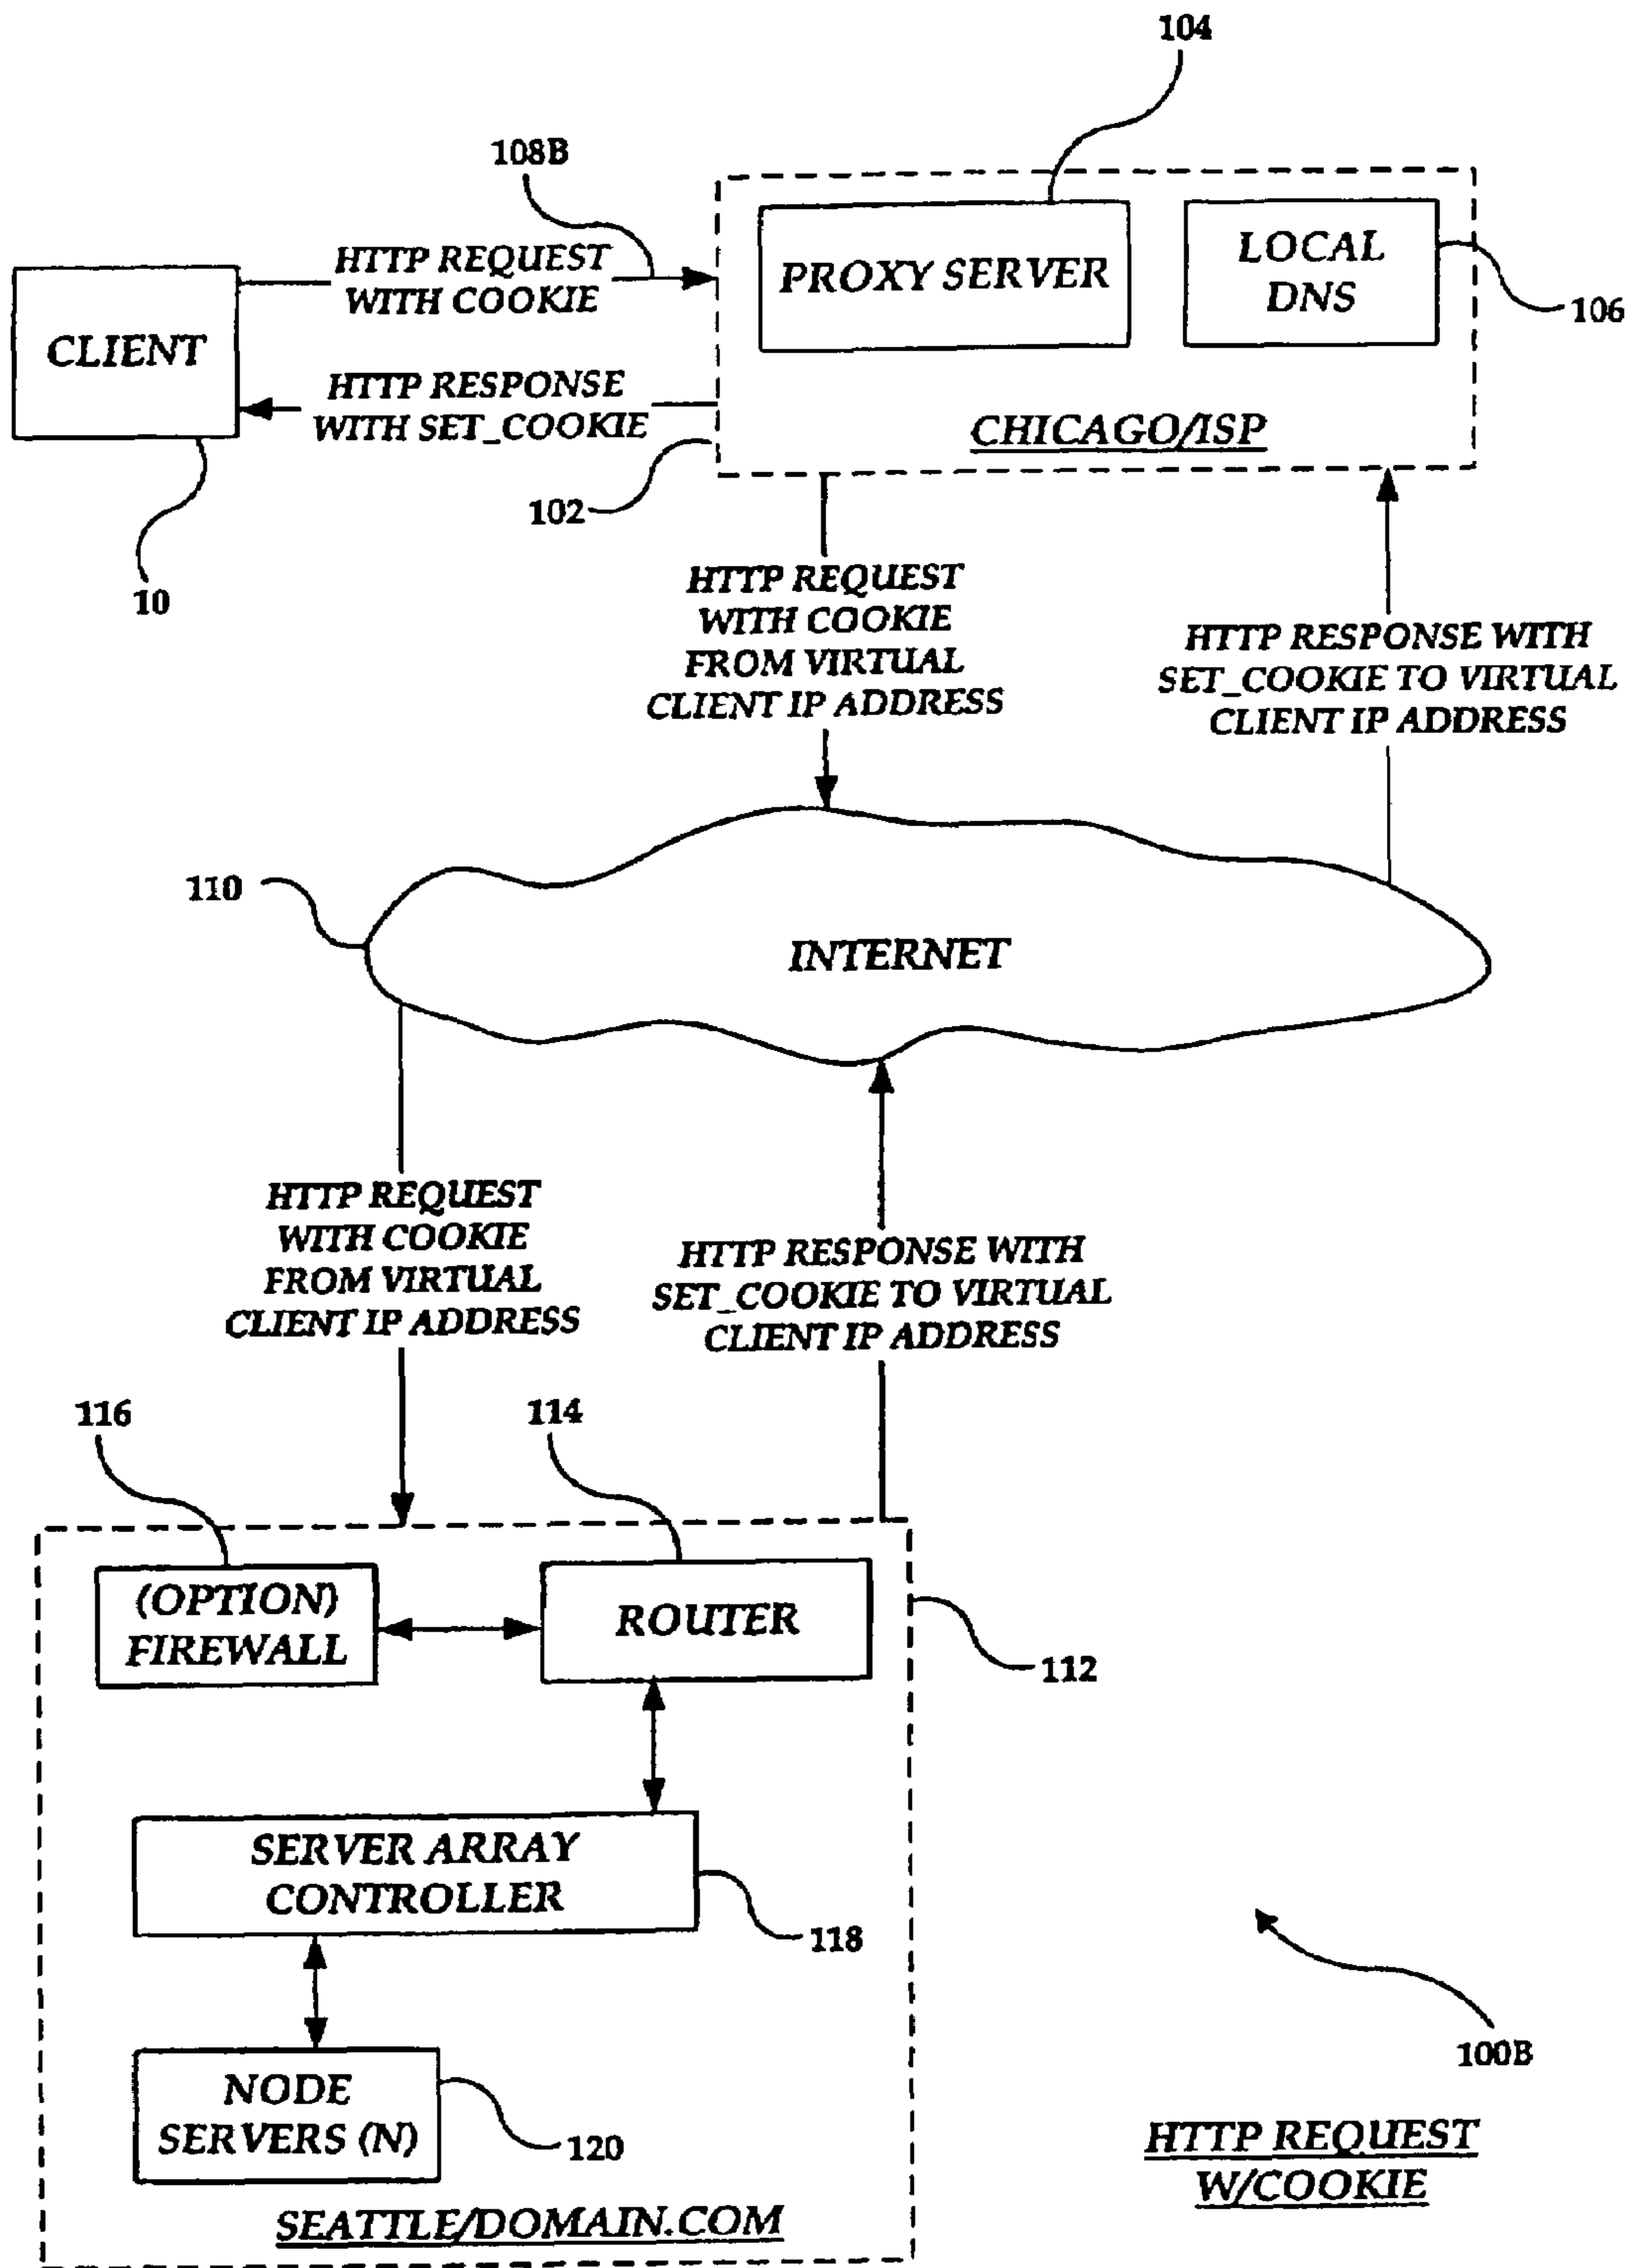 104
108B
HTTP REQUEST
WITH COOKIE
PROXY SERVER
LOCAL
DNS
106
CLIENT
HTTP RESPONSE
WITH SET_COOKIE
CHICAGO/ISP
102
10
HTTP REQUEST
WITH COOKIE
FROM VIRTUAL
CLIENT IP ADDRESS
HTTP RESPONSE WITH
SET_COOKIE TO VIRTUAL
CLIENT IP ADDRESS
110
INTERNET
HTTP REQUEST
WITH COOKIE
FROM VIRTUAL
CLIENT IP ADDRESS
HTTP RESPONSE WITH
SET_COOKIE TO VIRTUAL
CLIENT IP ADDRESS
116
114
(OPTION)
FIREWALL
ROUTER
112
SERVER ARRAY
CONTROLLER
118
100B
NODE
SERVERS (N)
120
HTTP REQUEST
W/COOKIE
SEATTLE/DOMAIN.COM